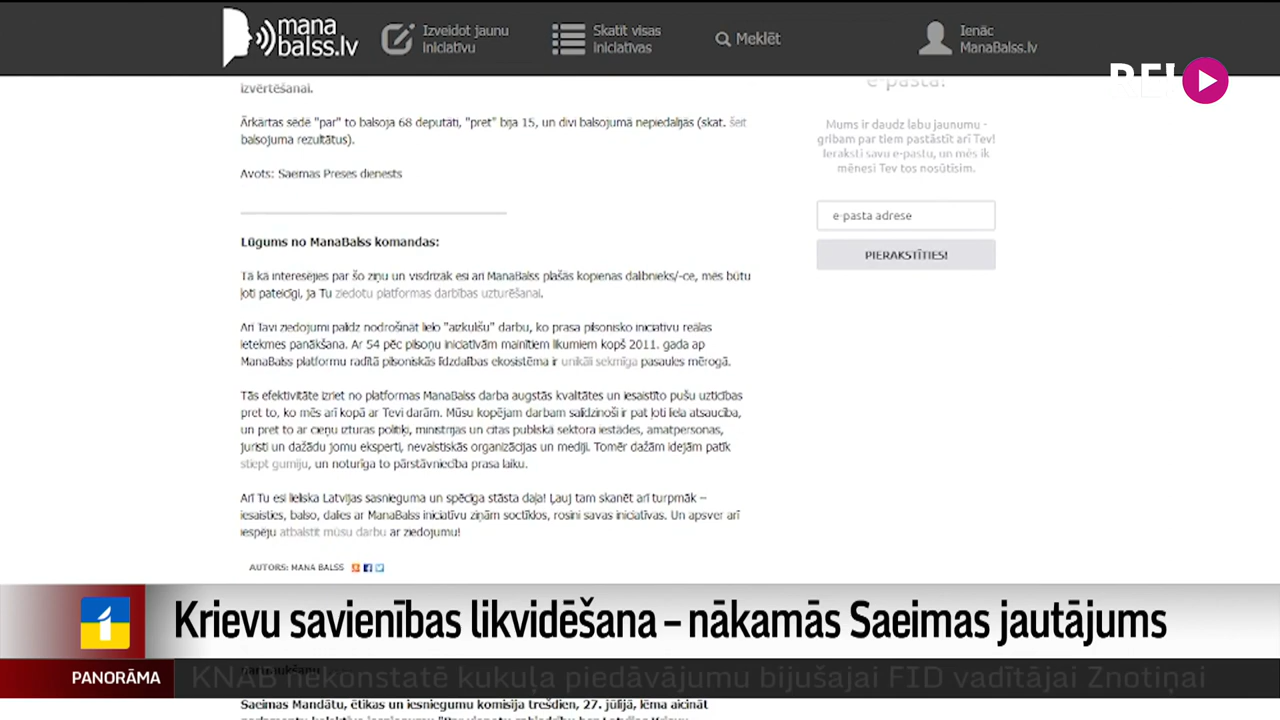 mana
balss.lv
Izveidot jaunu
iniciatīvu
Skatīt visas
iniciatīvas
Meklēt
Ienāc
ManaBalss.lv
RE!
e-pastā!
izvērtēšanai.
Ārkārtas sēdē "par" to balsoja 68 deputāti, "pret" bija 15, un divi balsojumā nepiedalījās (skat. šeit
balsojuma rezultātus).
Avots: Saeimas Preses dienests
Mums ir daudz labu jaunumu -
gribam par tiem pastāstīt arī Tev!
Ieraksti savu e-pastu, un mēs ik
mēnesi Tev tos nosūtīsim.
e-pasta adrese
PIERAKSTĪTIES!
Lūgums no ManaBalss komandas:
Tā kā interesējies par šo ziņu un visdrīzāk esi arī ManaBalss plašās kopienas dalībnieks/-ce, mēs būtu
ļoti pateicīgi, ja Tu ziedotu platformas darbības uzturēšanai.
Arī Tavi ziedojumi palīdz nodrošināt lielo "aizkulišu" darbu, ko prasa pilsonisko iniciatīvu reālas
ietekmes panākšana. Ar 54 pēc pilsoņu iniciatīvām mainītiem likumiem kopš 2011. gada ap
ManaBalss platformu radītā pilsoniskās līdzdalības ekosistēma ir unikāli sekmīga pasaules mērogā.
Tās efektivitāte izriet no platformas ManaBalss darba augstās kvalitātes un iesaistīto pušu uzticības
pret to, ko mēs arī kopā ar Tevi darām. Mūsu kopējam darbam salīdzinoši ir pat ļoti liela atsaucība,
un pret to ar cieņu izturas politiķi, ministrijas un citas publiskā sektora iestādes, amatpersonas,
juristi un dažādu jomu eksperti, nevalstiskās organizācijas un mediji. Tomēr dažām idejām patīk
stiept gumiju, un noturīga to pārstāvniecība prasa laiku.
Arī Tu esi lieliska Latvijas sasnieguma un spēcīga stāsta daļa! Ļauj tam skanēt arī turpmāk –
iesaisties, balso, dalies ar ManaBalss iniciatīvu ziņām soctīklos, rosini savas iniciatīvas. Un apsver arī
iespēju atbalstīt mūsu darbu ar ziedojumu!
AUTORS: MANA BALSS
1
Krievu savienības likvidēšana – nākamās Saeimas jautājums
PANORĀMA
KNAB nekonstatē kukuļa piedāvājumu bijušajai FID vadītājai Znotiņai
Saeimas Mandātu, ētikas un iesniegumu komisija trešdien, 27. jūlijā, lēma aicināt